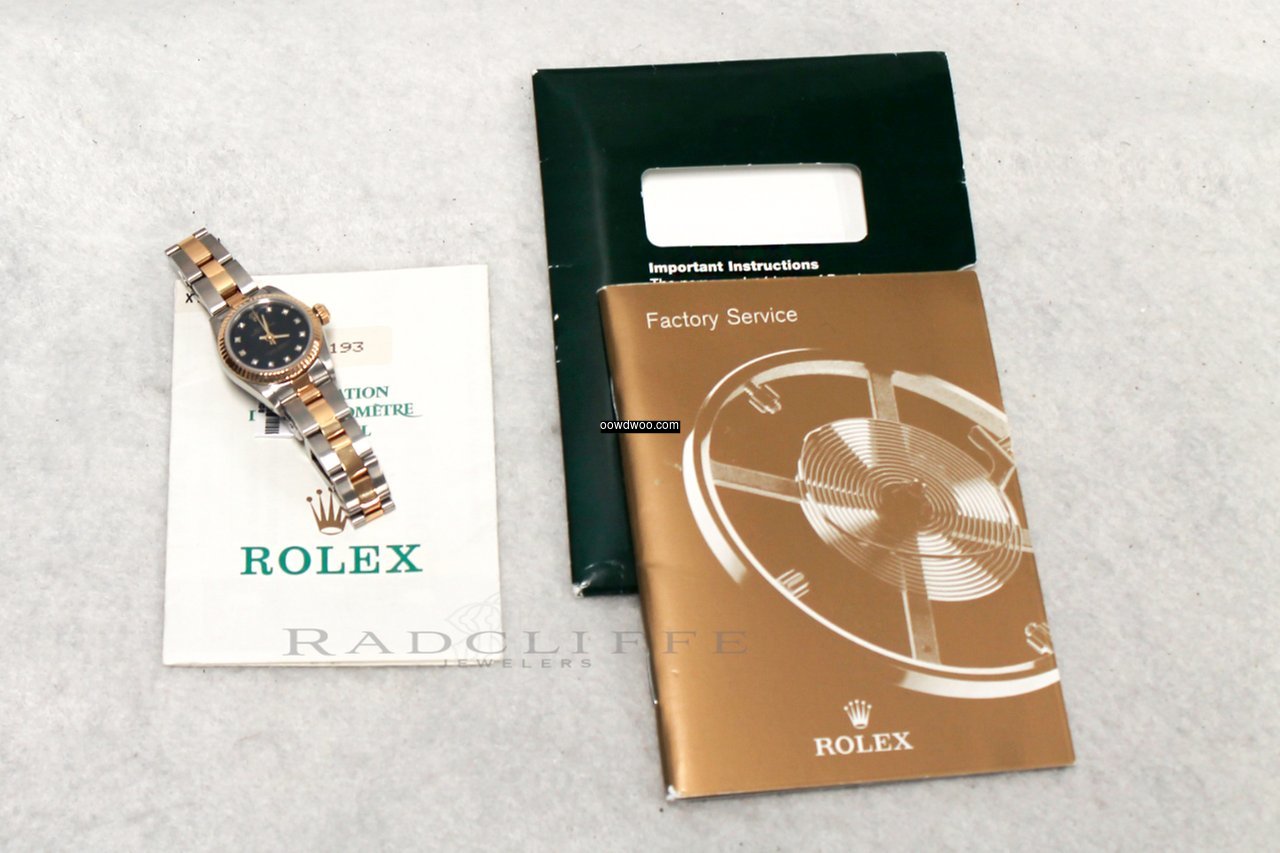 193
ROLEX
Important Instructions
Factory Service
ROLEX
oowdwoo.com
RADCLIFFE
JEWELERS